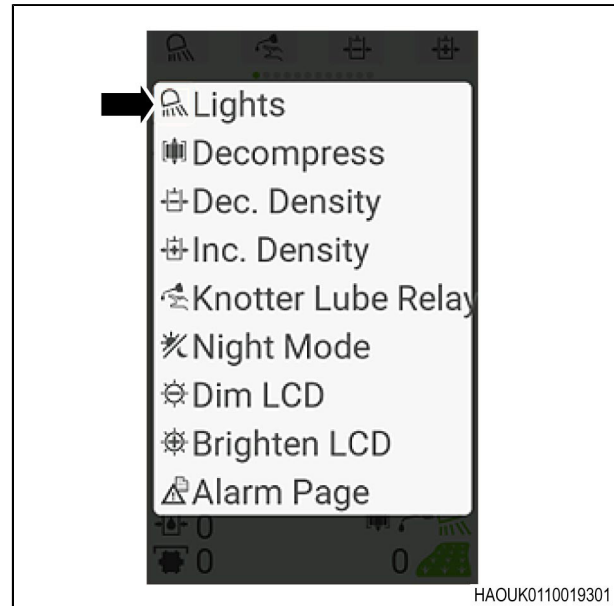 Lights
Decompress
Dec. Density
Inc. Density
Knotter Lube Relay
Night Mode
Dim LCD
Brighten LCD
Alarm Page
0
0 0
HAOUK0110019301